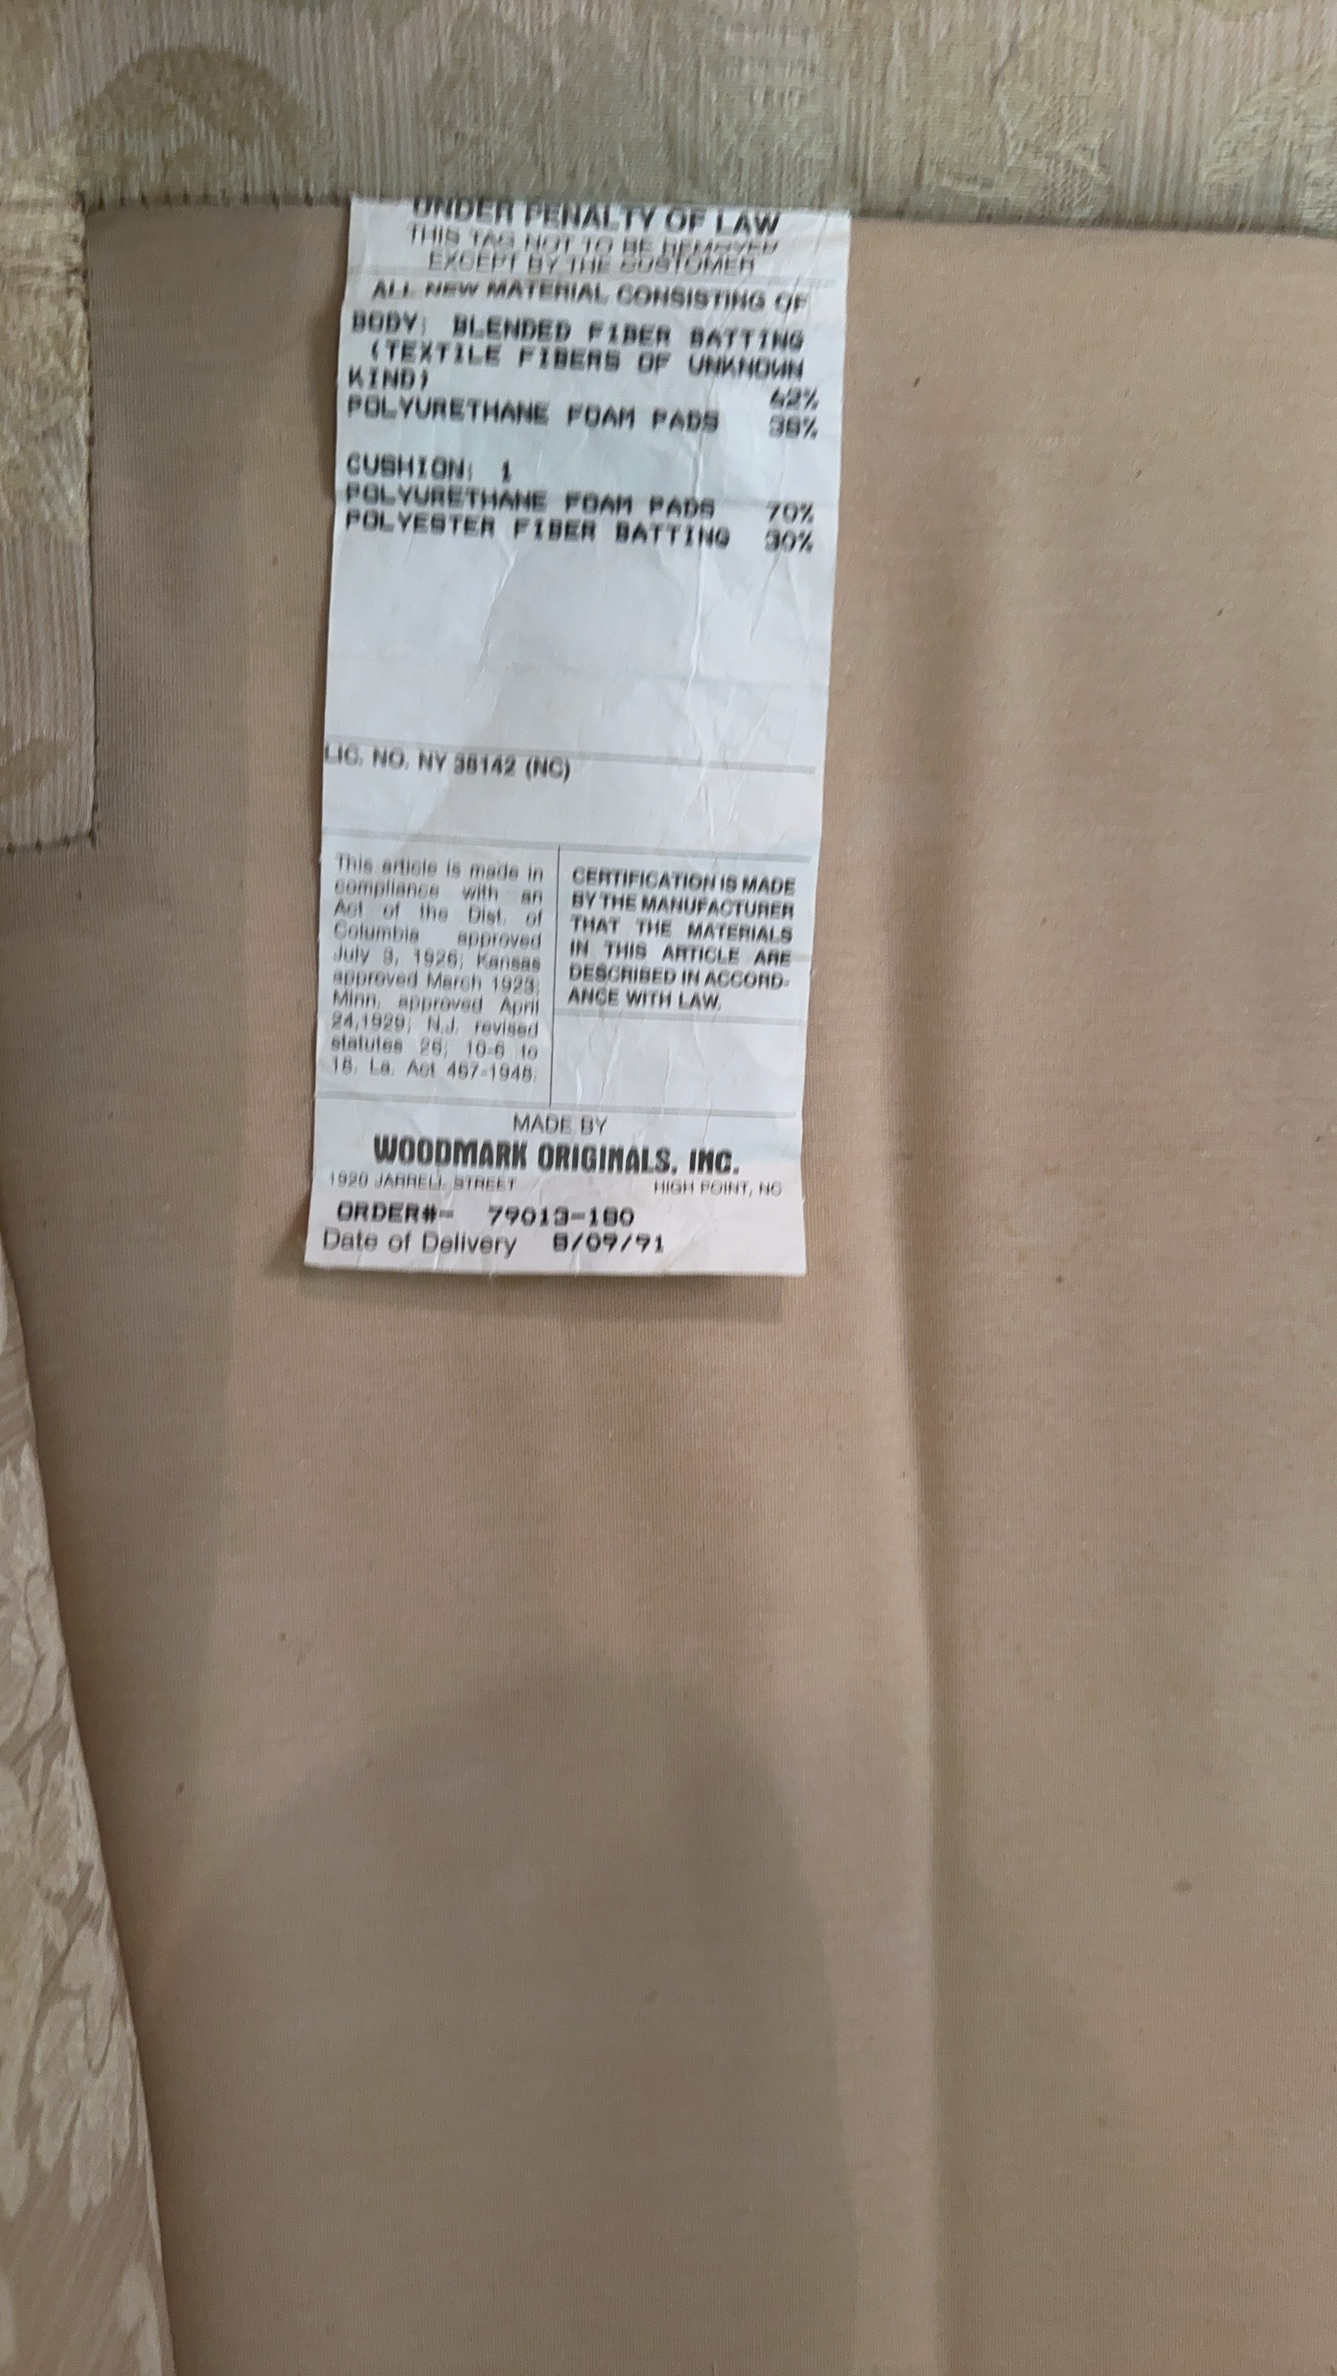 UNDER PENALTY OF LAW
THIS TAG NOT TO BE REMOVED
EXCEPT BY THE CUSTOMER
ALL NEW MATERIAL CONSISTING OF
BODY: BLENDED FIBER BATTING
(TEXTILE FIBERS OF UNKNOWN
KIND)
62%
POLYURETHANE FOAM PADS 38%
CUSHION: 1
POLYURETHANE FOAM PADS 70%
POLYESTER FIBER BATTING 30%
LIC. NO. NY 38142 (NC)
This article is made in
compliance with an
Act of the Dist. of
Columbia approved
July 3, 1926; Kansas
approved March 1923;
Minn. approved April
24,1929; N.J. revised
statutes 26; 10-6 to
18. La. Act 467-1948.
CERTIFICATION IS MADE
BY THE MANUFACTURER
THAT THE MATERIALS
IN THIS ARTICLE ARE
DESCRIBED IN ACCORD-
ANCE WITH LAW.
MADE BY
WOODMARK ORIGINALS, INC.
1920 JARRELL STREET HIGH POINT, NC
ORDER#- 79013-180
Date of Delivery /09/91